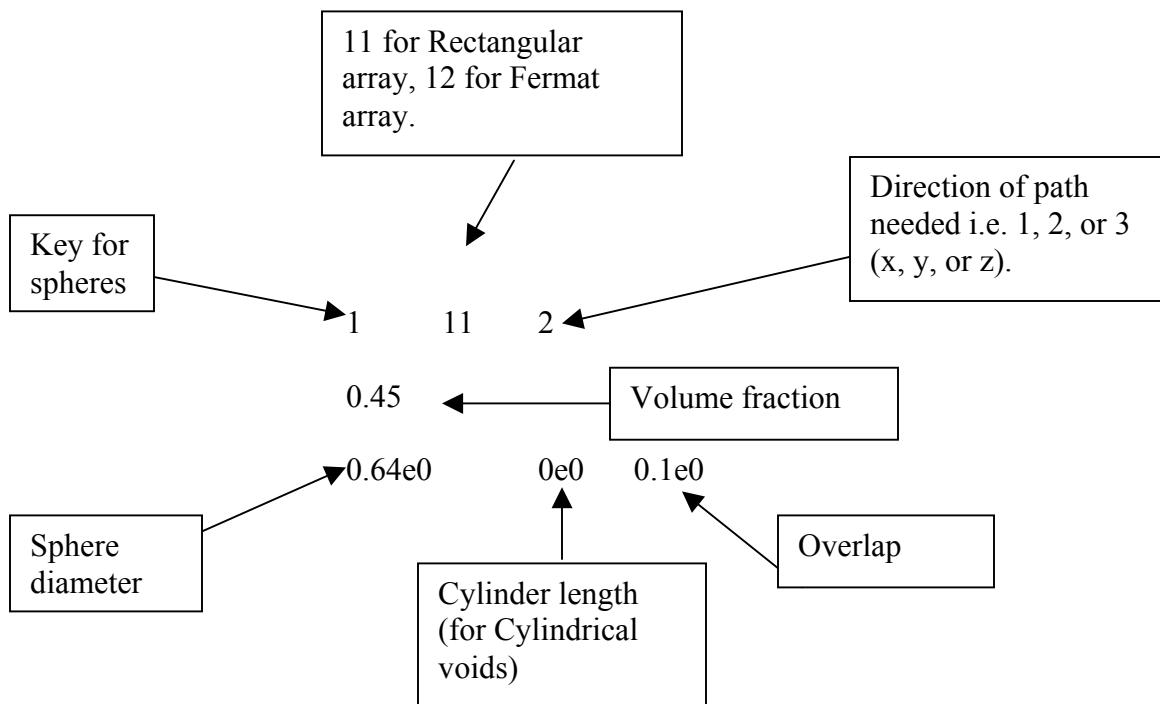 11 for Rectangular
array, 12 for Fermat
array.
Direction of path
needed i.e. 1, 2, or 3
(x, y, or z).
Key for
spheres
1 11 2
0.45
Volume fraction
0.64e0 0e0 0.1e0
Sphere
diameter
Overlap
Cylinder length
(for Cylindrical
voids)